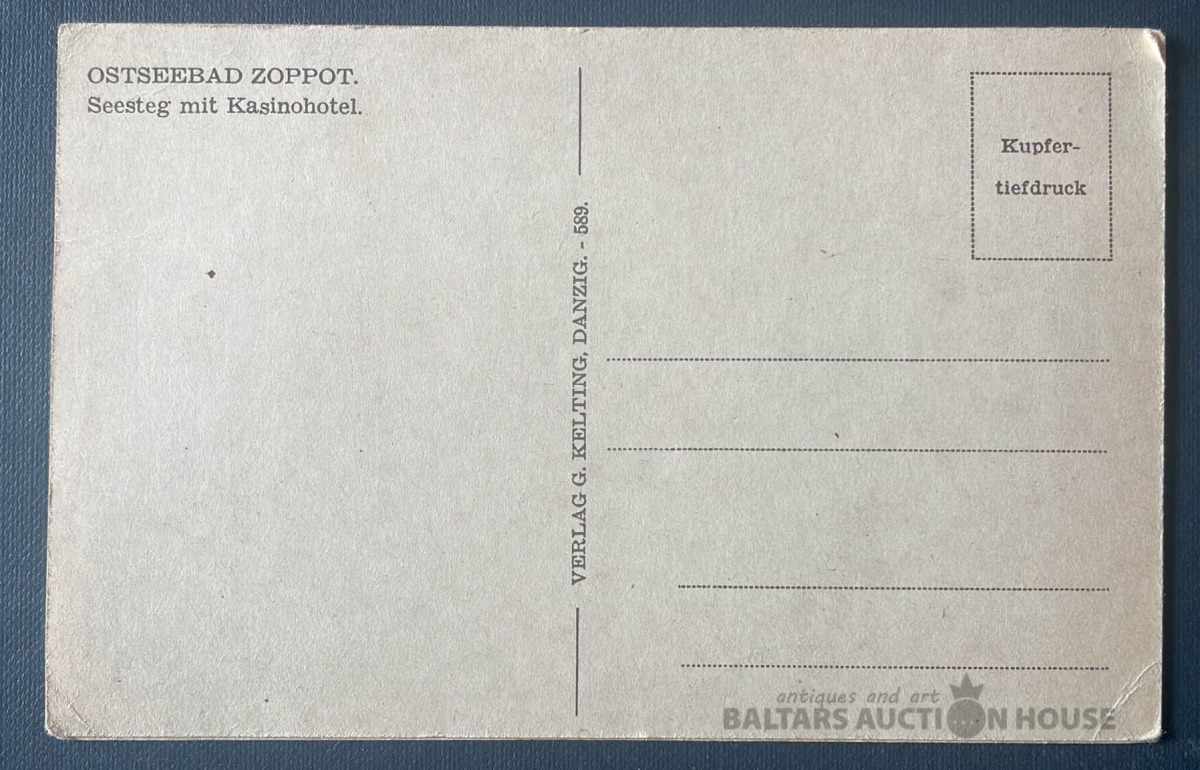 OSTSEEBAD ZOPPOT.
Seesteg mit Kasinohotel.
VERLAG G. KELTING, DANZIG. - 589.
Kupfer-
tiefdruck
antiques and art
BALTARS AUCTION HOUSE